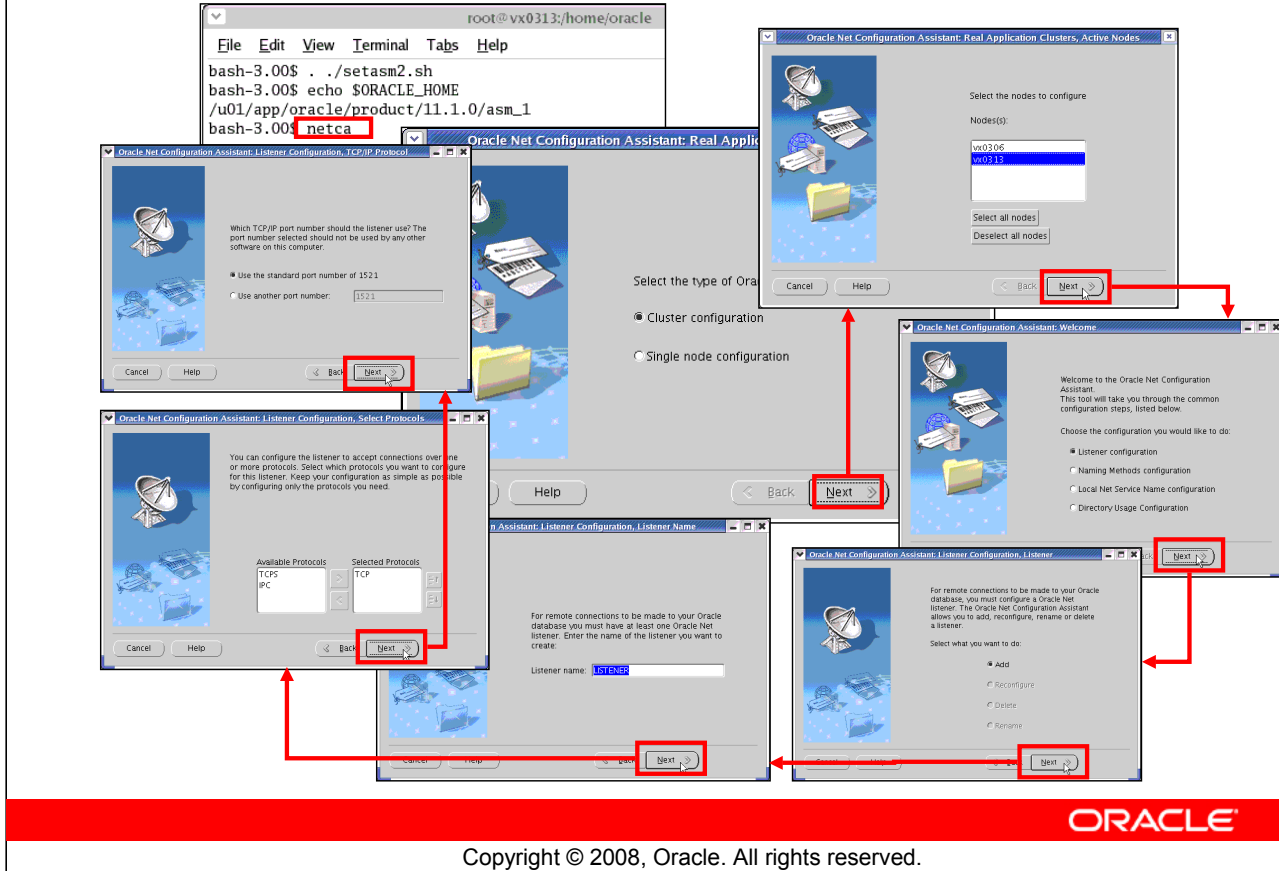 root@vx0313:/home/oracle
File Edit View Terminal Tabs Help
bash-3.00$ . ./setasm2.sh
bash-3.00$ echo $ORACLE_HOME
/u01/app/oracle/product/11.1.0/asm_1
bash-3.00$ netca
Oracle Net Configuration Assistant: Real Applic
Select the type of Ora
Cluster configuration
Single node configuration
Help
Back
Next
Oracle Net Configuration Assistant: Real Application Clusters, Active Nodes
Select the nodes to configure
Nodes(s):
vx0306
vx0313
Select all nodes
Deselect all nodes
Cancel
Help
Back
Next
Oracle Net Configuration Assistant: Welcome
Welcome to the Oracle Net Configuration
Assistant.
This tool will take you through the common
configuration steps, listed below.
Choose the configuration you would like to do:
Listener configuration
Naming Methods configuration
Local Net Service Name configuration
Directory Usage Configuration
Next
Oracle Net Configuration Assistant: Listener Configuration, Listener
For remote connections to be made to your Oracle
database, you must configure a Oracle Net
listener. The Oracle Net Configuration Assistant
allows you to add, reconfigure, rename or delete
a listener.
Select what you want to do:
Add
Reconfigure
Delete
Rename
Cancel
Help
Next
n Assistant: Listener Configuration, Listener Name
For remote connections to be made to your Oracle
database you must have at least one Oracle Net
listener. Enter the name of the listener you want to
create:
Listener name: LISTENER
Cancel
Help
Back
Next
Oracle Net Configuration Assistant: Listener Configuration, Select Protocols
You can configure the listener to accept connections over one
or more protocols. Select which protocols you want to configure
for this listener. Keep your configuration as simple as possible
by configuring only the protocols you need.
Available Protocols
TCPS
IPC
Selected Protocols
TCP
Cancel
Help
Back
Next
Oracle Net Configuration Assistant: Listener Configuration, TCP/IP Protocol
Which TCP/IP port number should the listener use? The
port number selected should not be used by any other
software on this computer.
Use the standard port number of 1521
Use another port number: 1521
Cancel
Help
Back
Next
ORACLE
Copyright © 2008, Oracle. All rights reserved.